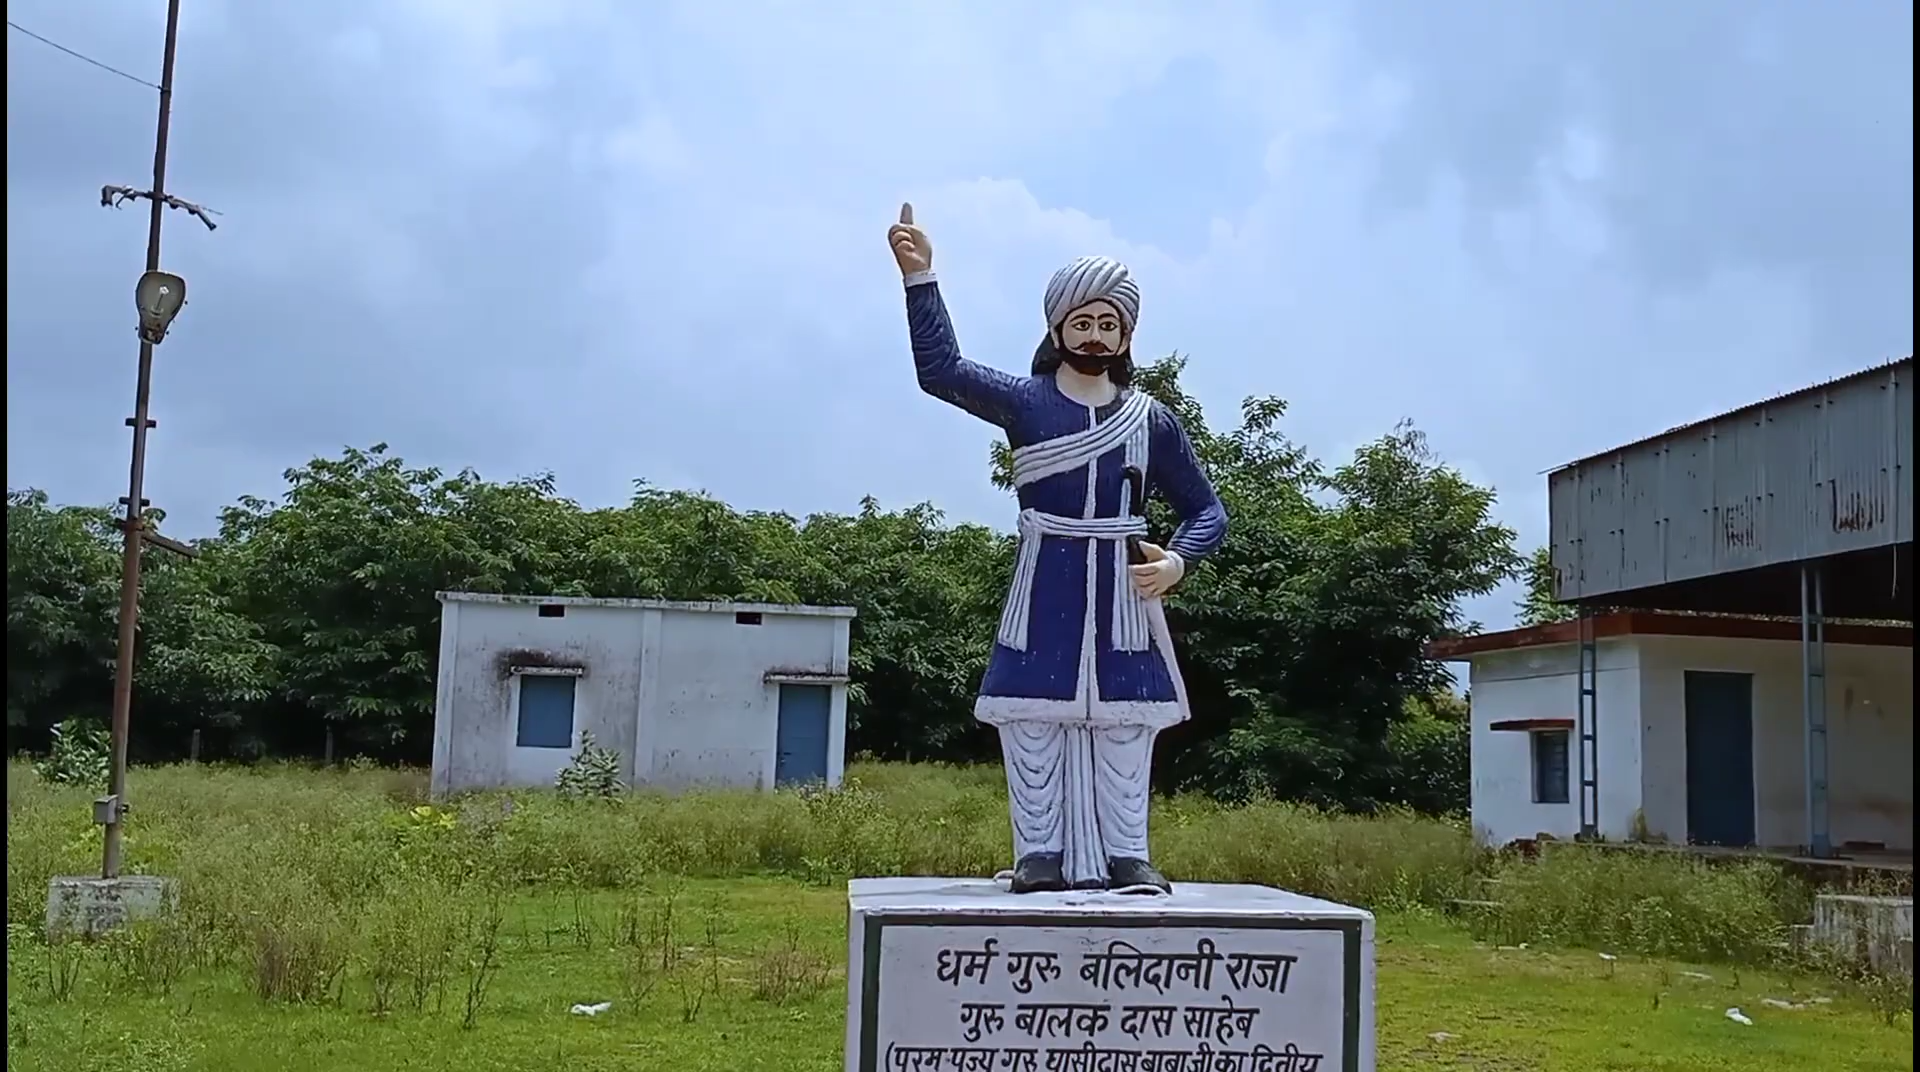 धर्म गुरु बलिदानी राजा
गुरु बालक दास साहेब
(परम पूज्य गुरु घासीदास बाबाजी का द्वितीय